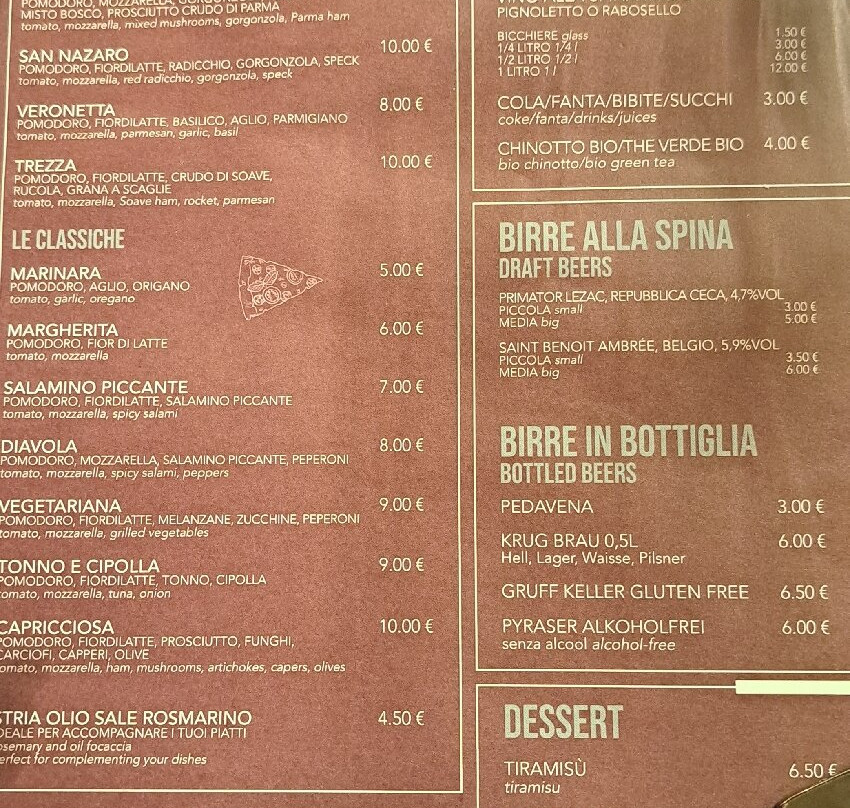 MISTO BOSCO, PROSCIUTTO CRUDO DI PARMA
tomato, mozzarella, mixed mushrooms, gorgonzola, Parma ham
SAN NAZARO 10.00 €
POMODORO, FIORDILATTE, RADICCHIO, GORGONZOLA, SPECK
tomato, mozzarella, red radicchio, gorgonzola, speck
VERONETTA 8.00 €
POMODORO, FIORDILATTE, BASILICO, AGLIO, PARMIGIANO
tomato, mozzarella, parmesan, garlic, basil
TREZZA 10.00 €
POMODORO, FIORDILATTE, CRUDO DI SOAVE,
RUCOLA, GRANA A SCAGLIE
tomato, mozzarella, Soave ham, rocket, parmesan
LE CLASSICHE
MARINARA 5.00 €
POMODORO, AGLIO, ORIGANO
tomato, garlic, oregano
MARGHERITA 6.00 €
POMODORO, FIOR DI LATTE
tomato, mozzarella
SALAMINO PICCANTE 7.00 €
POMODORO, FIORDILATTE, SALAMINO PICCANTE
tomato, mozzarella, spicy salami
DIAVOLA 8.00 €
POMODORO, MOZZARELLA, SALAMINO PICCANTE, PEPERONI
tomato, mozzarella, spicy salami, peppers
VEGETARIANA 9.00 €
POMODORO, FIORDILATTE, MELANZANE, ZUCCHINE, PEPERONI
tomato, mozzarella, grilled vegetables
TONNO E CIPOLLA 9.00 €
POMODORO, FIORDILATTE, TONNO, CIPOLLA
omato, mozzarella, tuna, onion
CAPRICCIOSA 10.00 €
POMODORO, FIORDILATTE, PROSCIUTTO, FUNGHI,
CARCIOFI, CAPPERI, OLIVE
omato, mozzarella, ham, mushrooms, artichokes, capers, olives
STRIA OLIO SALE ROSMARINO 4.50 €
DEALE PER ACCOMPAGNARE I TUOI PIATTI
osemary and oil focaccia
erfect for complementing your dishes
PIGNOLETTO O RABOSELLO
BICCHIERE glass 1.50 €
1/4 LITRO 1/4 l 3.00 €
1/2 LITRO 1/2 l 6.00 €
1 LITRO 1 l 12.00 €
COLA/FANTA/BIBITE/SUCCHI 3.00 €
coke/fanta/drinks/juices
CHINOTTO BIO/THE VERDE BIO 4.00 €
bio chinotto/bio green tea
BIRRE ALLA SPINA
DRAFT BEERS
PRIMATOR LEZAC, REPUBBLICA CECA, 4,7%VOL
PICCOLA small 3.00 €
MEDIA big 5.00 €
SAINT BENOIT AMBRÉE, BELGIO, 5,9%VOL
PICCOLA small 3.50 €
MEDIA big 6.00 €
BIRRE IN BOTTIGLIA
BOTTLED BEERS
PEDAVENA 3.00 €
KRUG BRAU 0,5L 6.00 €
Hell, Lager, Waisse, Pilsner
GRUFF KELLER GLUTEN FREE 6.50 €
PYRASER ALKOHOLFREI 6.00 €
senza alcool alcohol-free
DESSERT
TIRAMISÙ 6.50 €
tiramisu